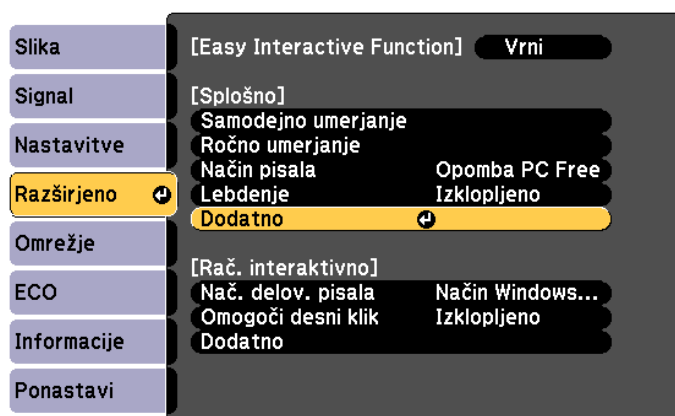 Slika
Signal
Nastavitve
Razširjeno
Omrežje
ECO
Informacije
Ponastavi
[Easy Interactive Function] Vrni
[Splošno]
Samodejno umerjanje
Ročno umerjanje
Način pisala Opomba PC Free
Lebdenje Izklopljeno
Dodatno
[Rač. interaktivno]
Nač. delov. pisala Način Windows...
Omogoči desni klik Izklopljeno
Dodatno